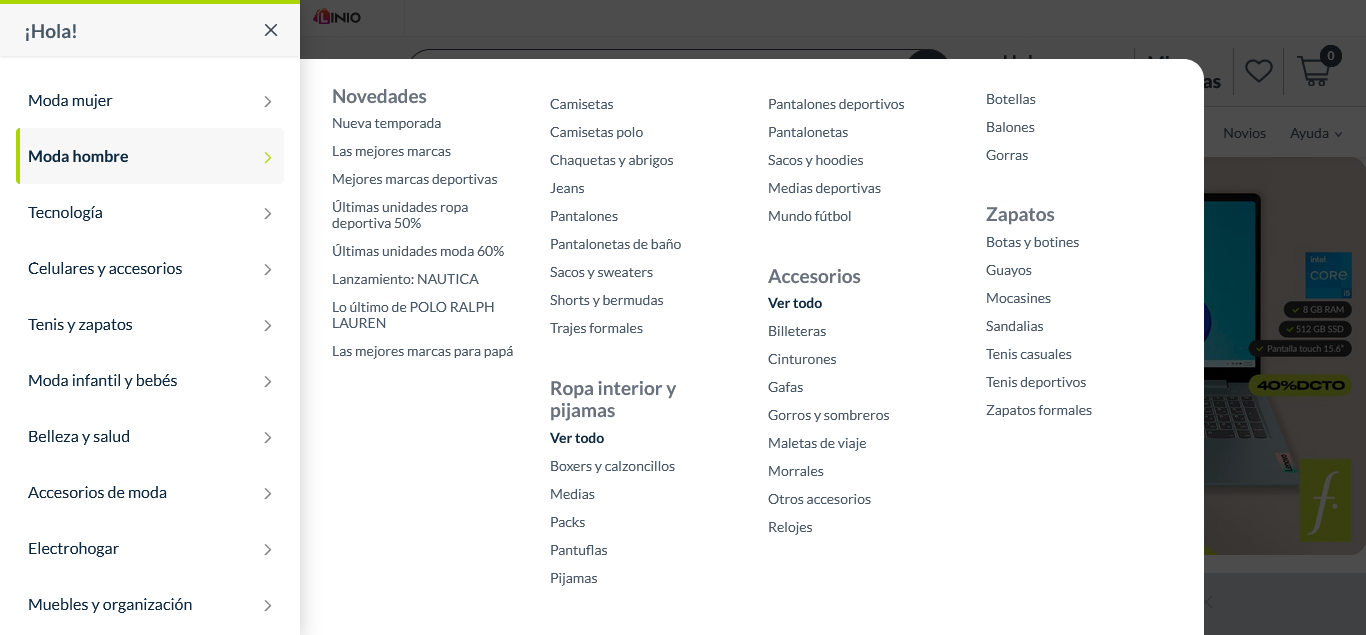 ¡Hola!
Moda mujer
Moda hombre
Tecnología
Celulares y accesorios
Tenis y zapatos
Moda infantil y bebés
Belleza y salud
Accesorios de moda
Electrohogar
Muebles y organización
LINIO
0
Novios
Ayuda
Novedades
Nueva temporada
Las mejores marcas
Mejores marcas deportivas
Últimas unidades ropa
deportiva 50%
Últimas unidades moda 60%
Lanzamiento: NAUTICA
Lo último de POLO RALPH
LAUREN
Las mejores marcas para papá
Camisetas
Camisetas polo
Chaquetas y abrigos
Jeans
Pantalones
Pantalonetas de baño
Sacos y sweaters
Shorts y bermudas
Trajes formales
Ropa interior y
pijamas
Ver todo
Boxers y calzoncillos
Medias
Packs
Pantuflas
Pijamas
Pantalones deportivos
Pantalonetas
Sacos y hoodies
Medias deportivas
Mundo fútbol
Accesorios
Ver todo
Billeteras
Cinturones
Gafas
Gorros y sombreros
Maletas de viaje
Morrales
Otros accesorios
Relojes
Botellas
Balones
Gorras
Zapatos
Botas y botines
Guayos
Mocasines
Sandalias
Tenis casuales
Tenis deportivos
Zapatos formales
intel
CORE
i5
8 GB RAM
512 GB SSD
Pantalla touch 15.6"
40%DCTO
f.